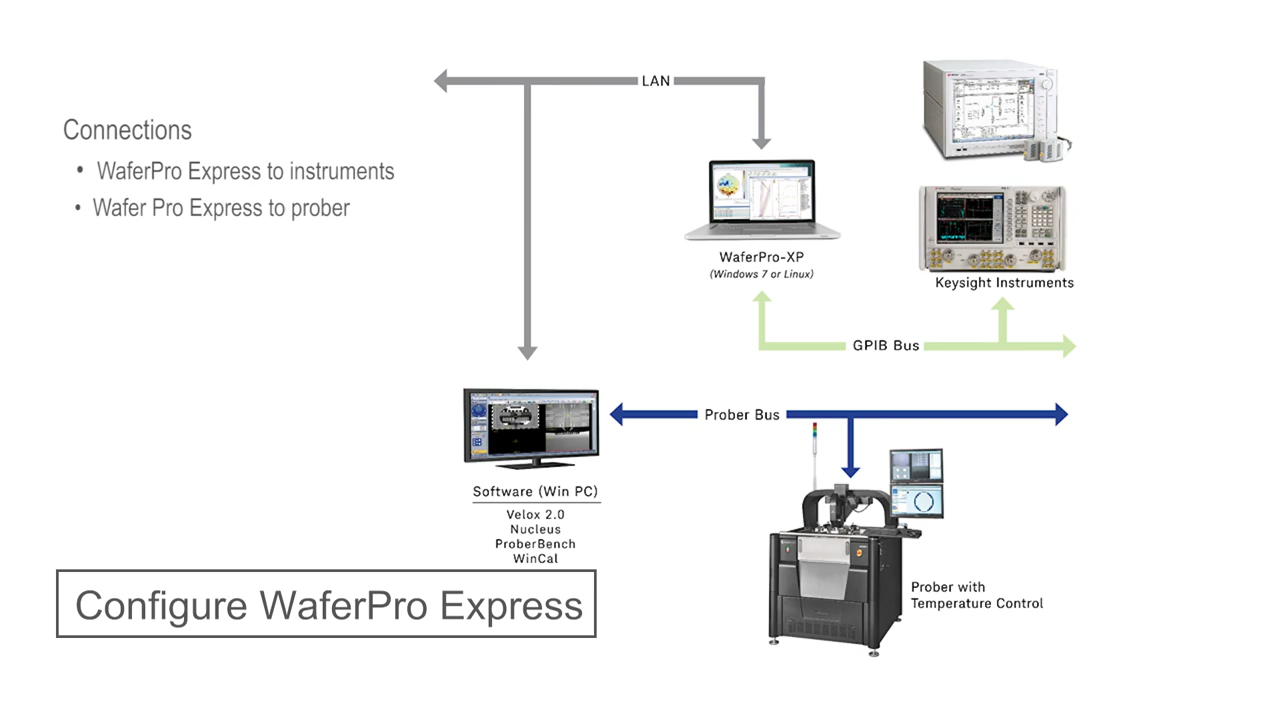 LAN
Connections
• WaferPro Express to instruments
• Wafer Pro Express to prober
WaferPro-XP
(Windows 7 or Linux)
Keysight Instruments
GPIB Bus
Prober Bus
Software (Win PC)
Velox 2.0
Nucleus
ProberBench
WinCal
Configure WaferPro Express
Prober with
Temperature Control